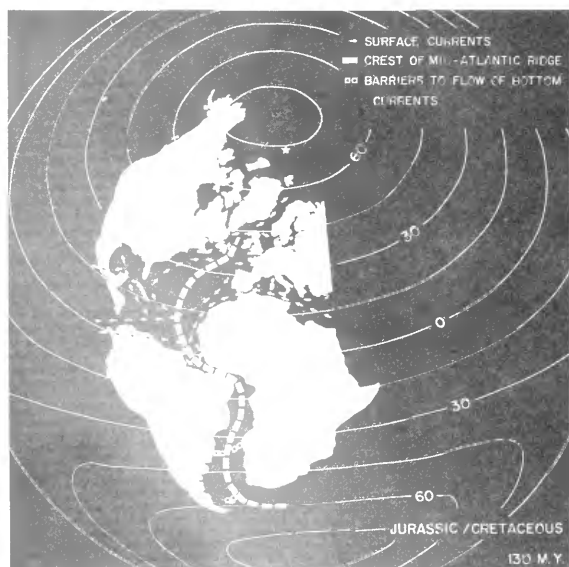 → SURFACE CURRENTS
CREST OF MID-ATLANTIC RIDGE
BARRIERS TO FLOW OF BOTTOM
CURRENTS
60
30
0
30
60
JURASSIC / CRETACEOUS
130 M.Y.